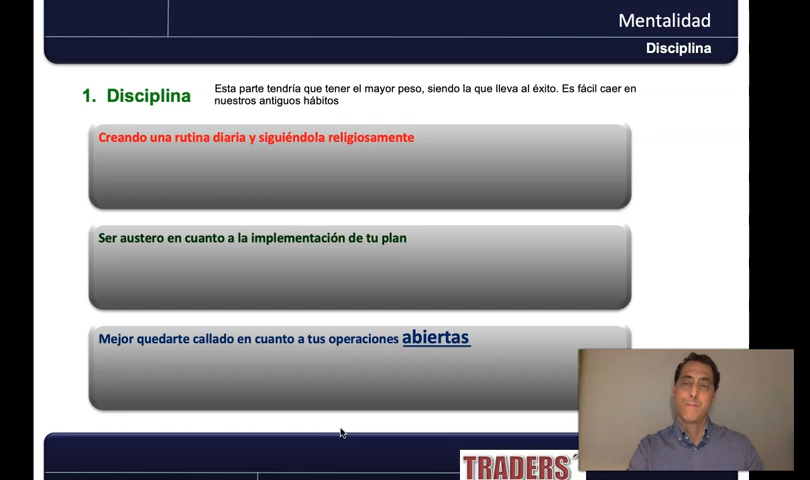 Mentalidad
Disciplina
1. Disciplina
Esta parte tendría que tener el mayor peso, siendo la que lleva al éxito. Es fácil caer en
nuestros antiguos hábitos
Creando una rutina diaria y siguiéndola religiosamente
Ser austero en cuanto a la implementación de tu plan
Mejor quedarte callado en cuanto a tus operaciones abiertas
TRADERS´